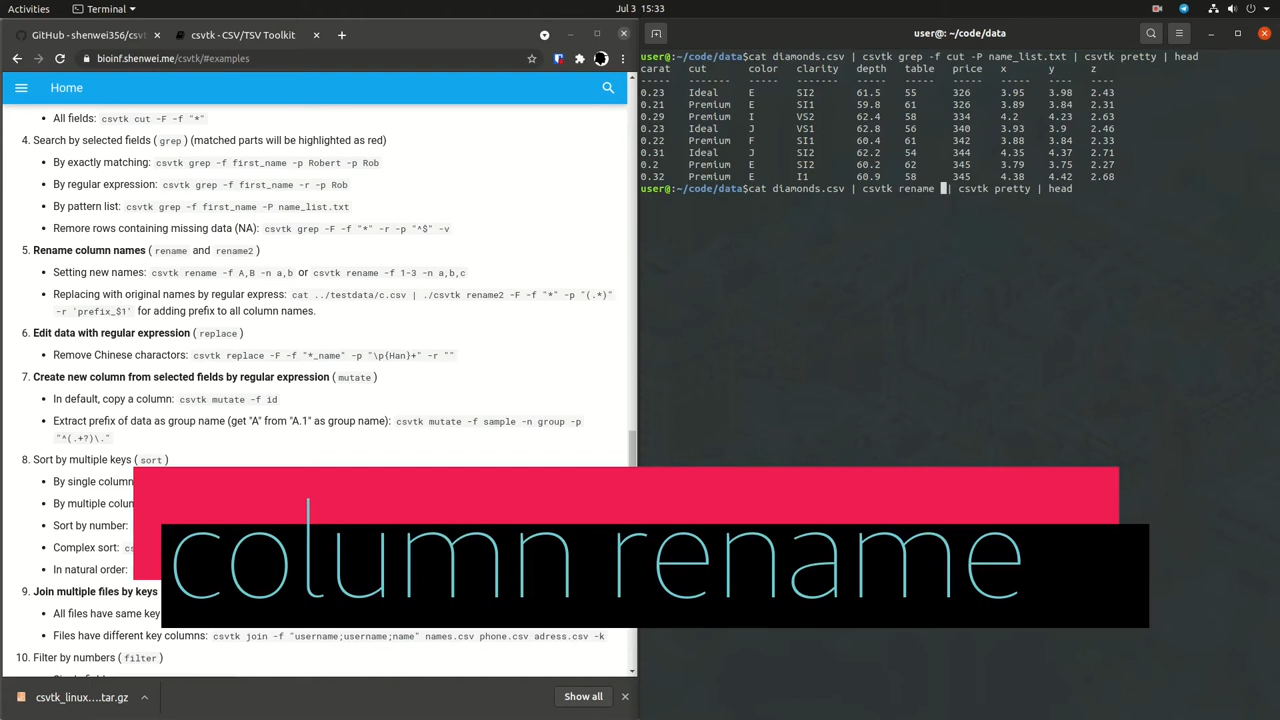 Activities
Terminal
Jul 3 15:33
GitHub - shenwei356/csv
csvtk - CSV/TSV Toolkit
bioinf.shenwei.me/csvtk/#examples
Home
• All fields: csvtk cut -F -f "*"
4. Search by selected fields ( grep ) (matched parts will be highlighted as red)
• By exactly matching: csvtk grep -f first_name -p Robert -p Rob
• By regular expression: csvtk grep -f first_name -r -p Rob
• By pattern list: csvtk grep -f first_name -P name_list.txt
• Remore rows containing missing data (NA): csvtk grep -F -f "*" -r -p "^$" -v
5. Rename column names ( rename and rename2 )
• Setting new names: csvtk rename -f A,B -n a,b or csvtk rename -f 1-3 -n a,b,c
• Replacing with original names by regular express: cat ../testdata/c.csv | ./csvtk rename2 -F -f "*" -p "(.*)"
-r 'prefix_$1' for adding prefix to all column names.
6. Edit data with regular expression ( replace )
• Remove Chinese charactors: csvtk replace -F -f "*_name" -p "\p{Han}+" -r ""
7. Create new column from selected fields by regular expression ( mutate )
• In default, copy a column: csvtk mutate -f id
• Extract prefix of data as group name (get "A" from "A.1" as group name): csvtk mutate -f sample -n group -p
"^(.+?)\."
8. Sort by multiple keys ( sort )
• By single column
• By multiple colun
• Sort by number:
• Complex sort: cs
• In natural order:
9. Join multiple files by keys
• All files have same key
• Files have different key columns: csvtk join -f "username;username;name" names.csv phone.csv adress.csv -k
10. Filter by numbers ( filter )
csvtk_linux....tar.gz
Show all
user@: ~/code/data
user@:~/code/data$cat diamonds.csv | csvtk grep -f cut -P name_list.txt | csvtk pretty | head
carat cut color clarity depth table price x y z
----- ------- ----- ------- ----- ----- ----- ----- ----- -----
0.23 Ideal E SI2 61.5 55 326 3.95 3.98 2.43
0.21 Premium E SI1 59.8 61 326 3.89 3.84 2.31
0.29 Premium I VS2 62.4 58 334 4.2 4.23 2.63
0.23 Ideal J VS1 62.8 56 340 3.93 3.9 2.46
0.22 Premium F SI1 60.4 61 342 3.88 3.84 2.33
0.31 Ideal J SI2 62.2 54 344 4.35 4.37 2.71
0.2 Premium E SI2 60.2 62 345 3.79 3.75 2.27
0.32 Premium E I1 60.9 58 345 4.38 4.42 2.68
user@:~/code/data$cat diamonds.csv | csvtk rename | csvtk pretty | head
column rename